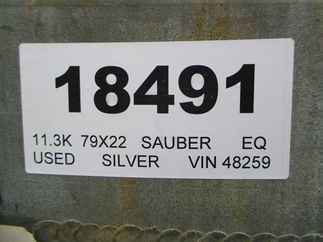 18491
11.3K 79X22 SAUBER EQ
USED SILVER VIN 48259